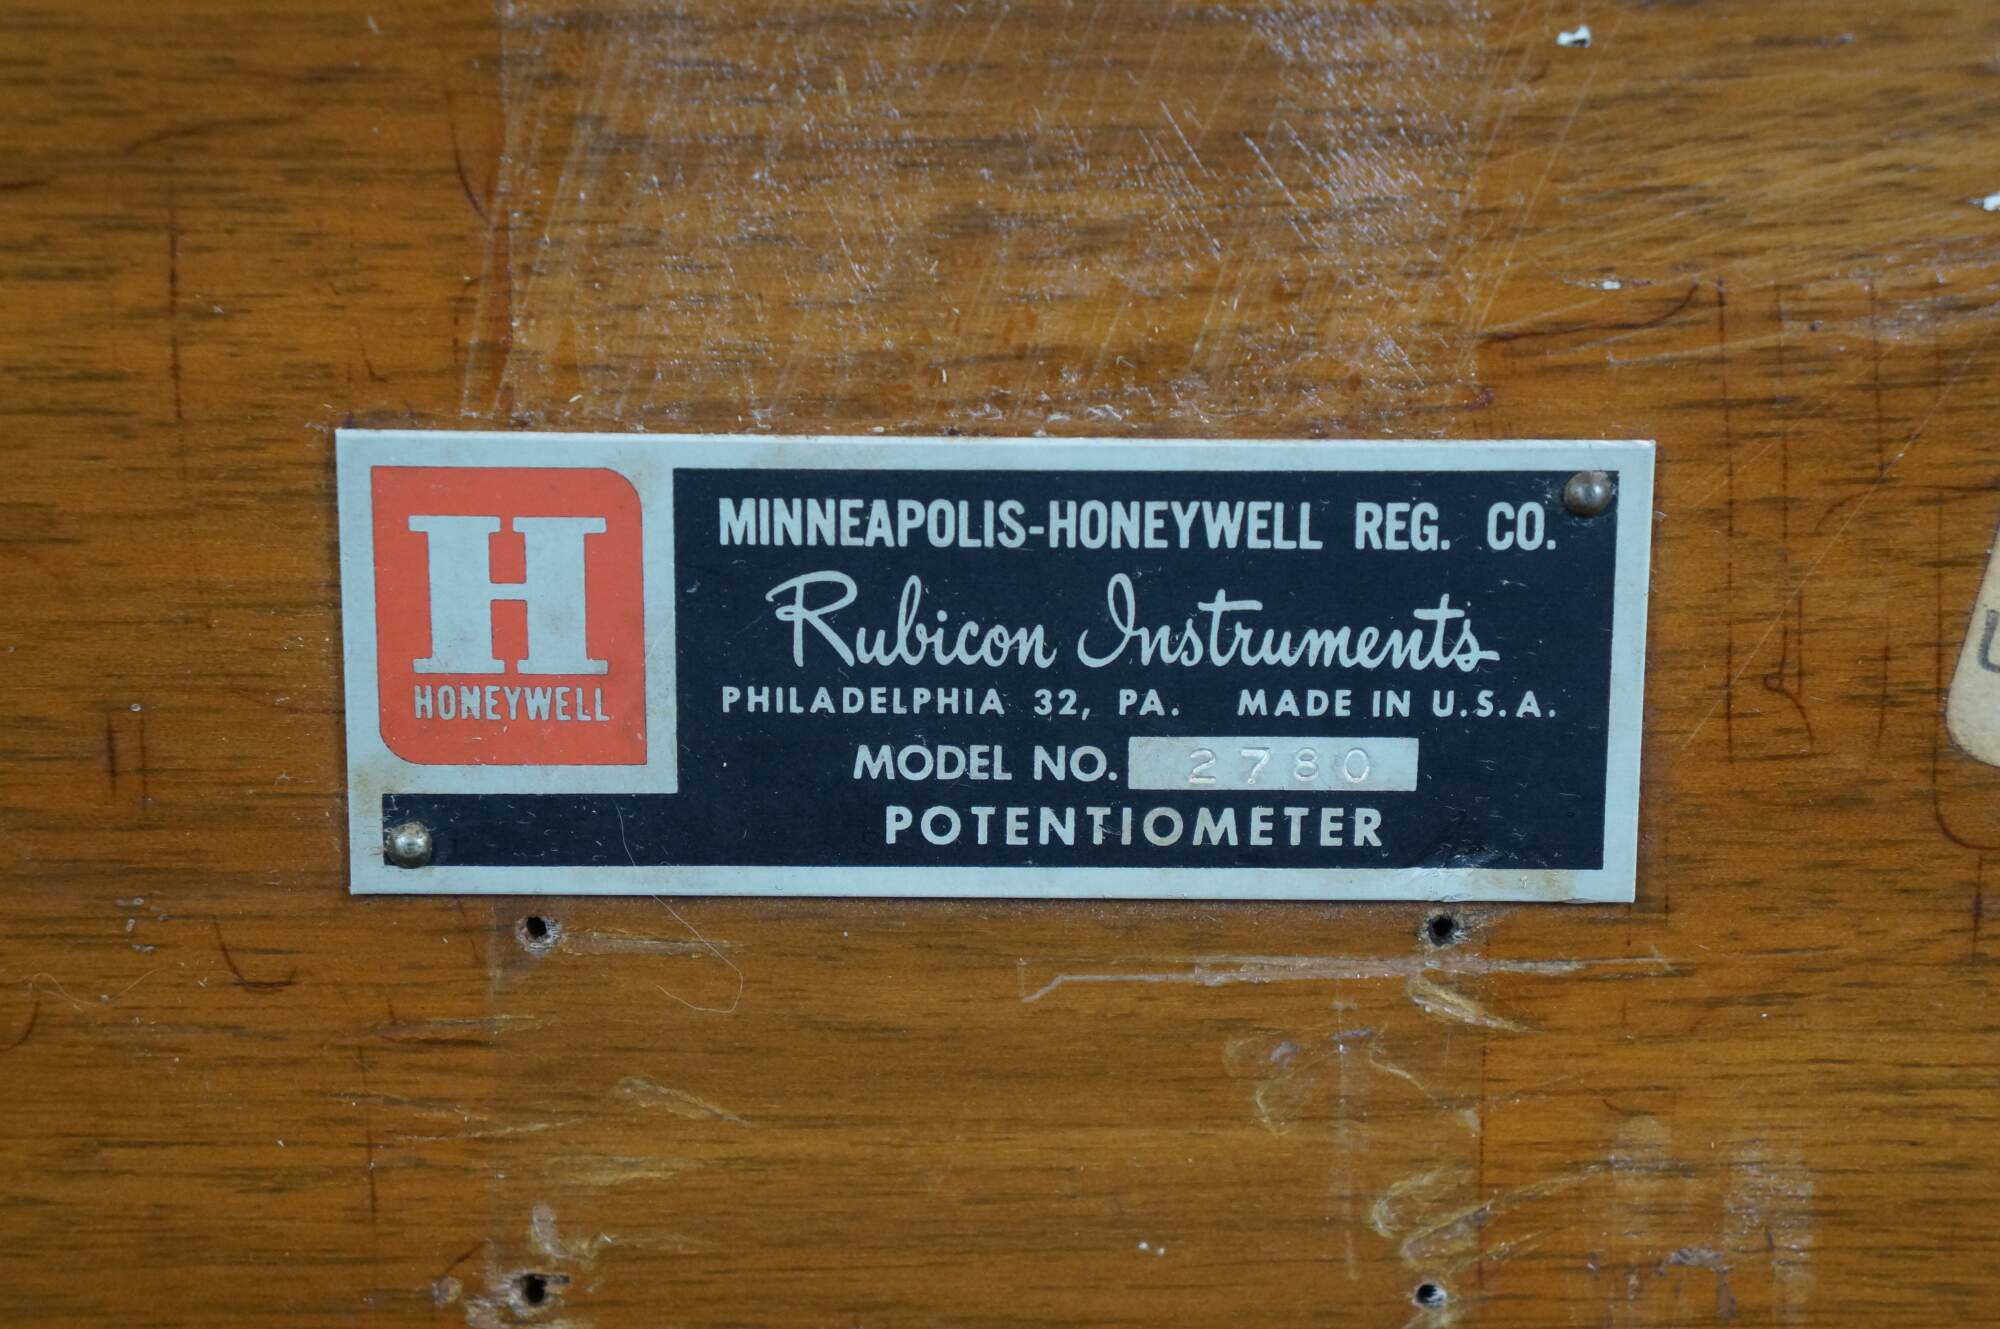 H
HONEYWELL
MINNEAPOLIS-HONEYWELL REG. CO.
Rubicon Instruments
PHILADELPHIA 32, PA. MADE IN U.S.A.
MODEL NO. 2780
POTENTIOMETER